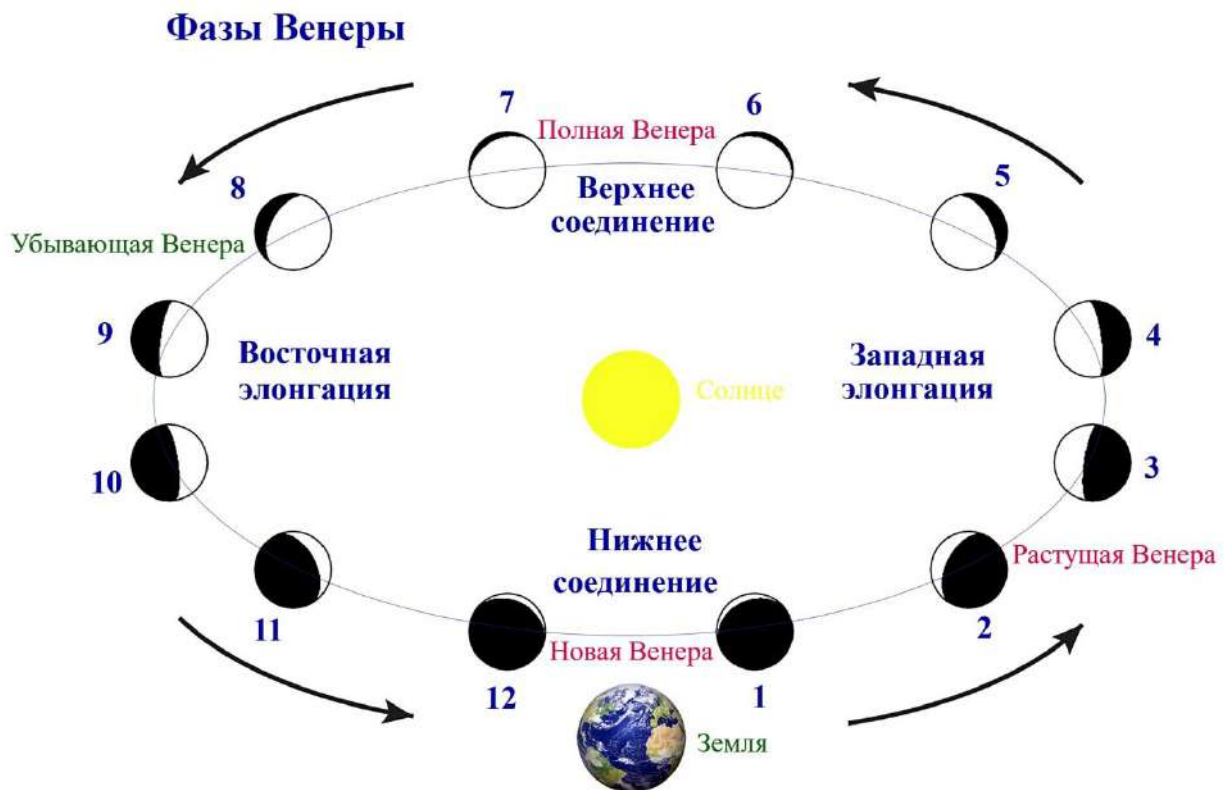 Фазы Венеры
7
6
Полная Венера
Верхнее
соединение
8
5
Убывающая Венера
9
4
Восточная
элонгация
Западная
элонгация
Солнце
10
3
Нижнее
соединение
Растущая Венера
11
2
Новая Венера
12
1
Земля